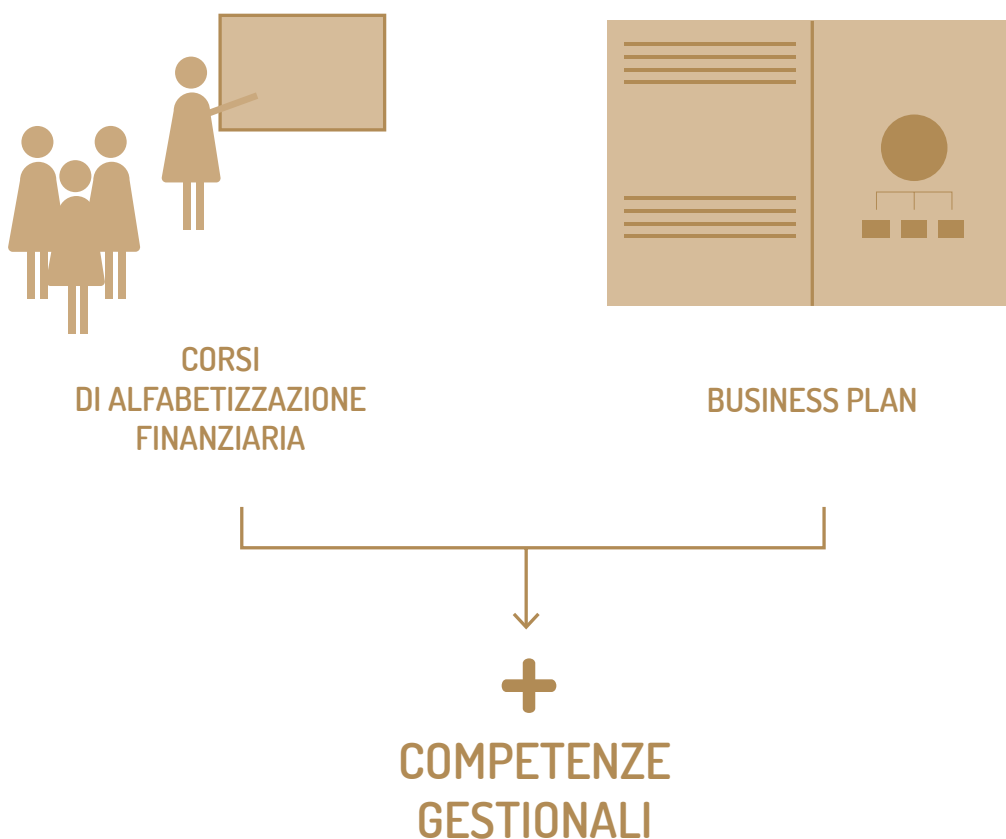 CORSI
DI ALFABETIZZAZIONE
FINANZIARIA
BUSINESS PLAN
COMPETENZE
GESTIONALI